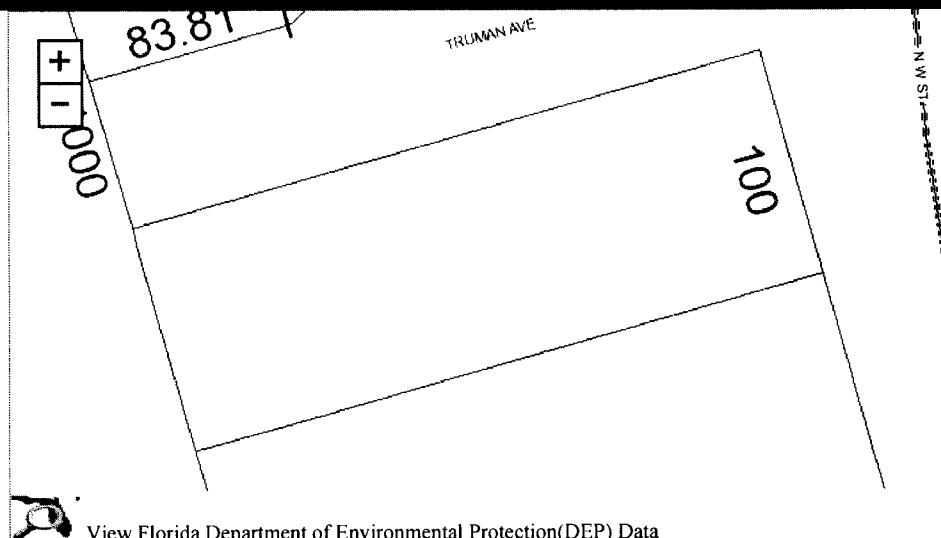 83.81
TRUMAN AVE
+
N W ST
−
000
100
View Florida Department of Environmental Protection(DEP) Data